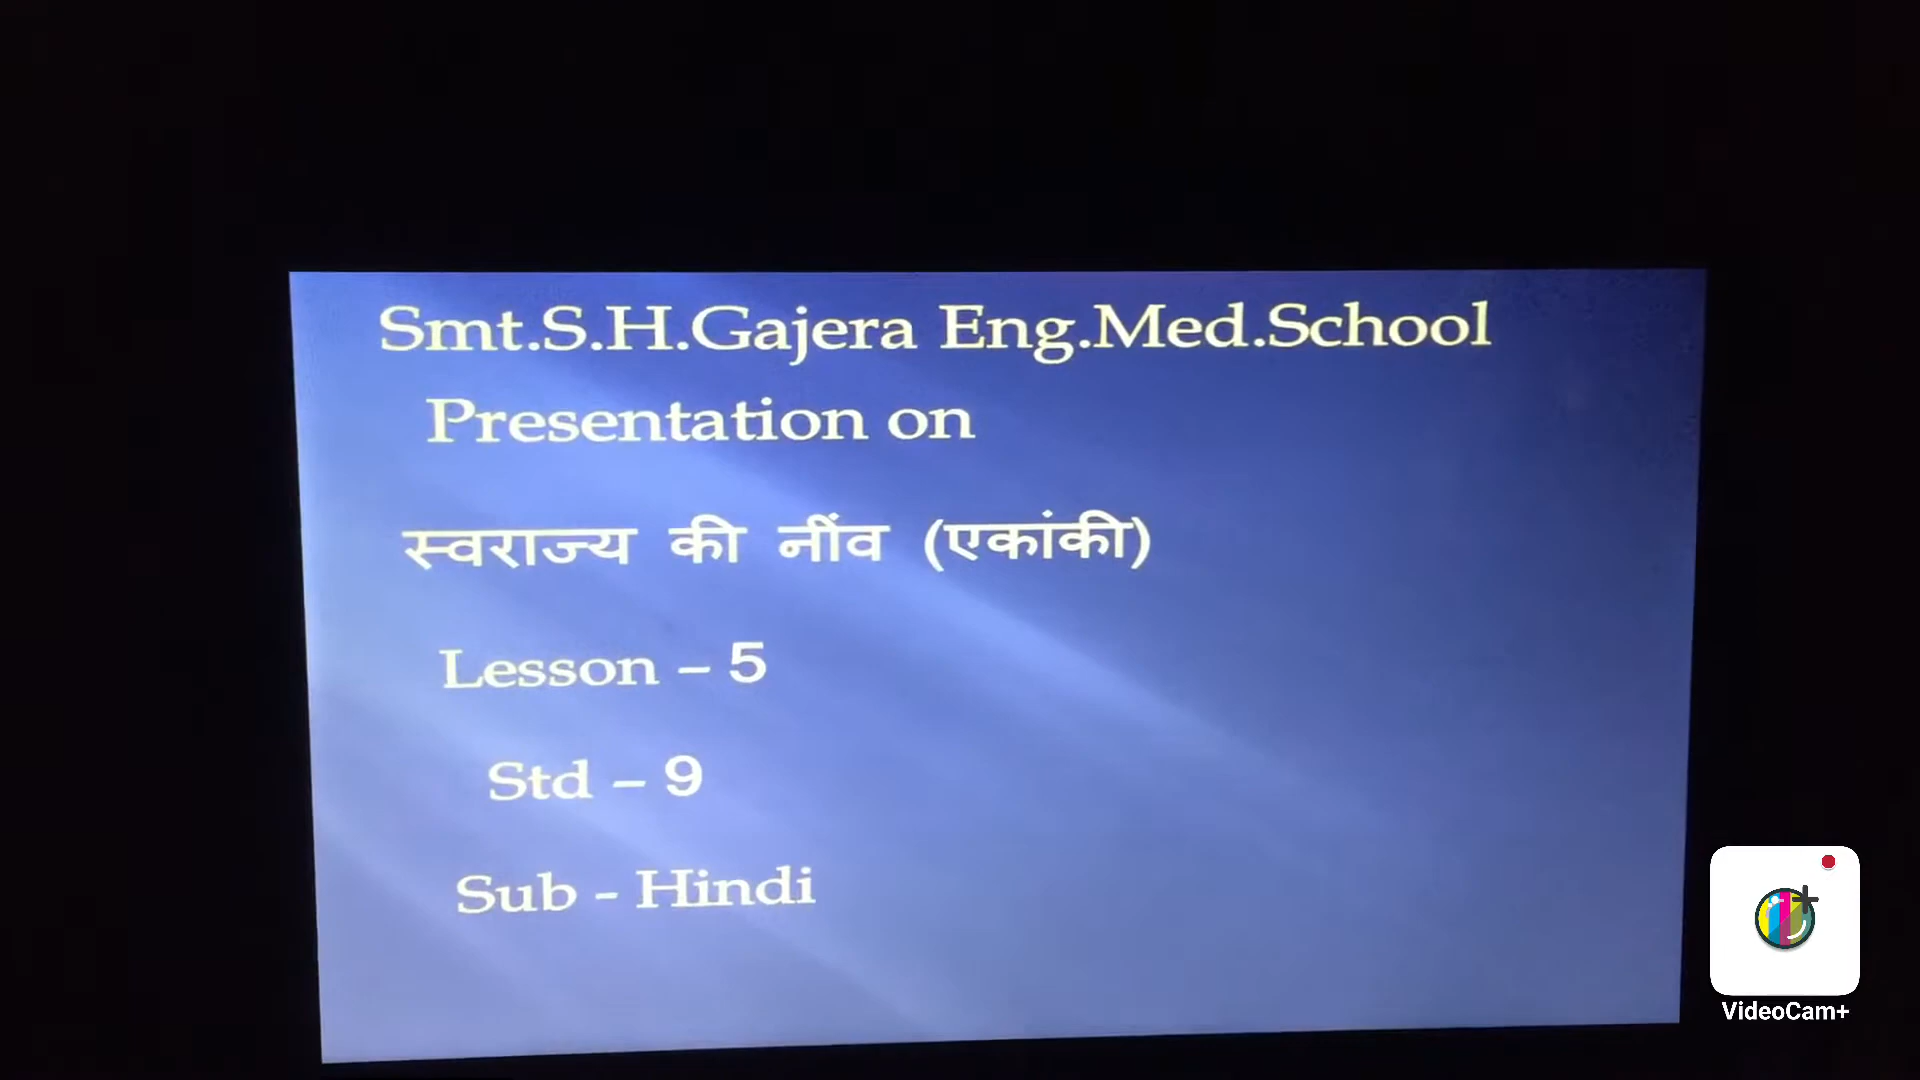 Smt.S.H.Gajera Eng.Med.School
Presentation on
स्वराज्य की नींव (एकांकी)
Lesson – 5
Std – 9
Sub - Hindi
VideoCam+